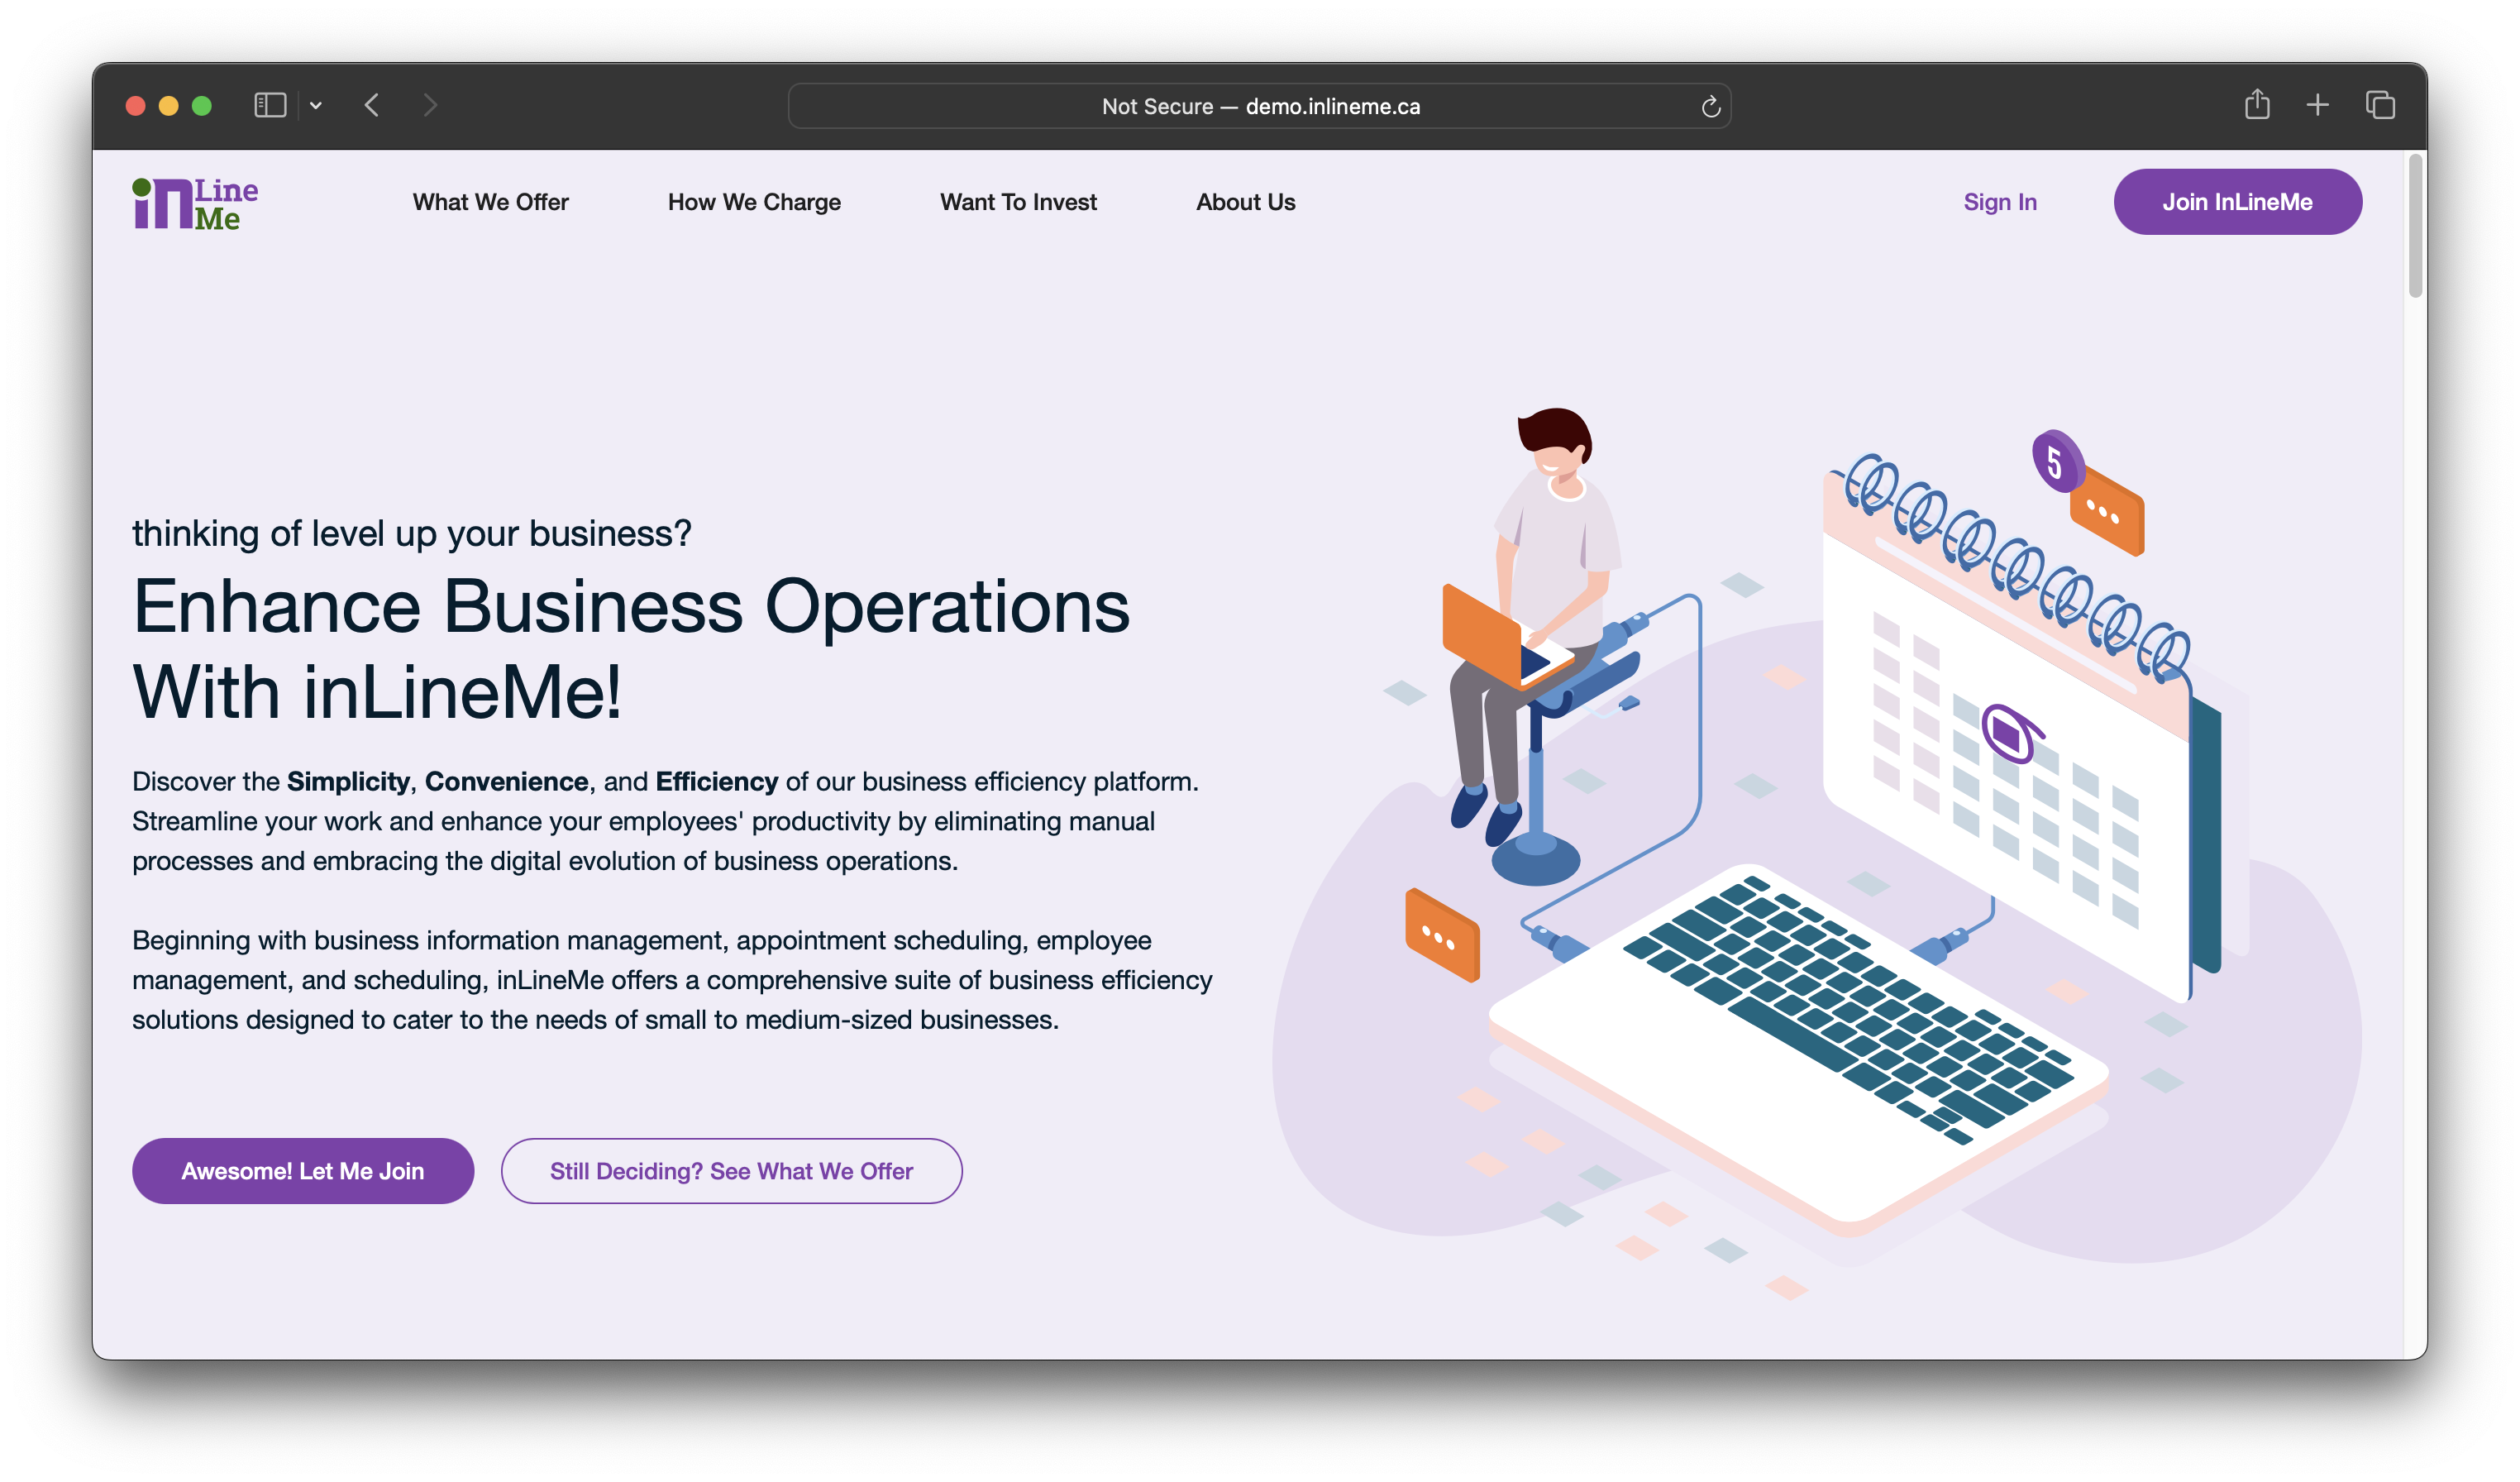 Not Secure — demo.inlineme.ca
in Line Me
What We Offer
How We Charge
Want To Invest
About Us
Sign In
Join InLineMe
thinking of level up your business?
Enhance Business Operations
With inLineMe!
Discover the Simplicity, Convenience, and Efficiency of our business efficiency platform.
Streamline your work and enhance your employees' productivity by eliminating manual
processes and embracing the digital evolution of business operations.
Beginning with business information management, appointment scheduling, employee
management, and scheduling, inLineMe offers a comprehensive suite of business efficiency
solutions designed to cater to the needs of small to medium-sized businesses.
Awesome! Let Me Join
Still Deciding? See What We Offer
5